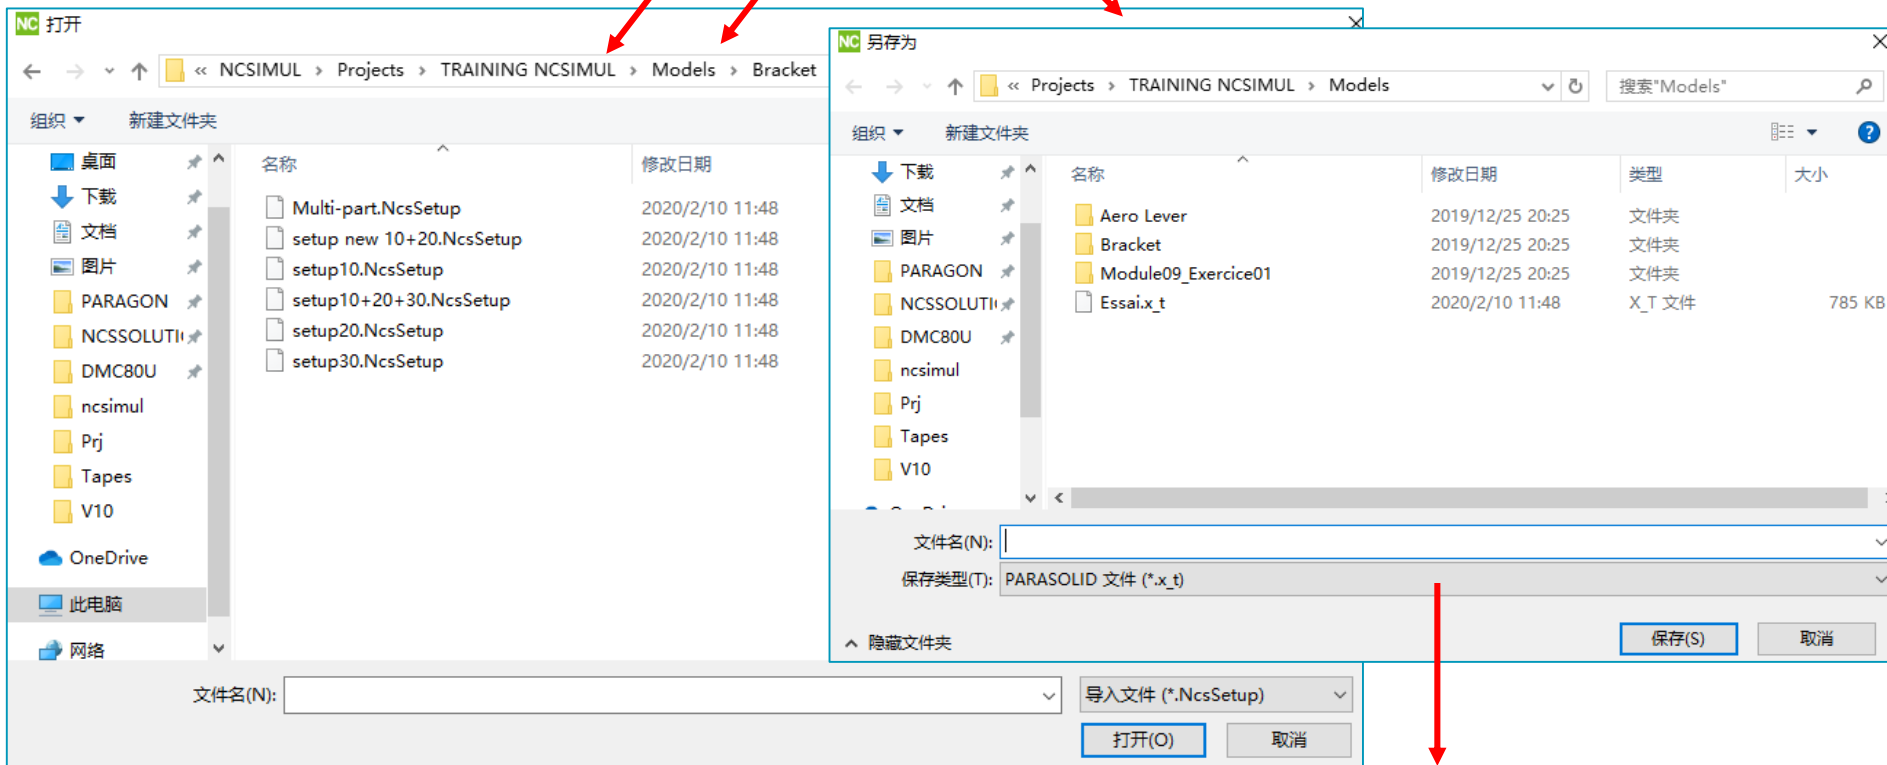 NC 打开
« NCSIMUL › Projects › TRAINING NCSIMUL › Models › Bracket
组织 新建文件夹
名称 修改日期
桌面
下载
文档
图片
PARAGON
NCSSOLUTI
DMC80U
ncsimul
Prj
Tapes
V10
OneDrive
此电脑
网络
Multi-part.NcsSetup 2020/2/10 11:48
setup new 10+20.NcsSetup 2020/2/10 11:48
setup10.NcsSetup 2020/2/10 11:48
setup10+20+30.NcsSetup 2020/2/10 11:48
setup20.NcsSetup 2020/2/10 11:48
setup30.NcsSetup 2020/2/10 11:48
文件名(N): 导入文件 (*.NcsSetup)
打开(O) 取消
NC 另存为
« Projects › TRAINING NCSIMUL › Models 搜索"Models"
组织 新建文件夹
名称 修改日期 类型 大小
下载
文档
图片
PARAGON
NCSSOLUTI
DMC80U
ncsimul
Prj
Tapes
V10
Aero Lever 2019/12/25 20:25 文件夹
Bracket 2019/12/25 20:25 文件夹
Module09_Exercice01 2019/12/25 20:25 文件夹
Essai.x_t 2020/2/10 11:48 X_T 文件 785 KB
文件名(N):
保存类型(T): PARASOLID 文件 (*.x_t)
隐藏文件夹 保存(S) 取消